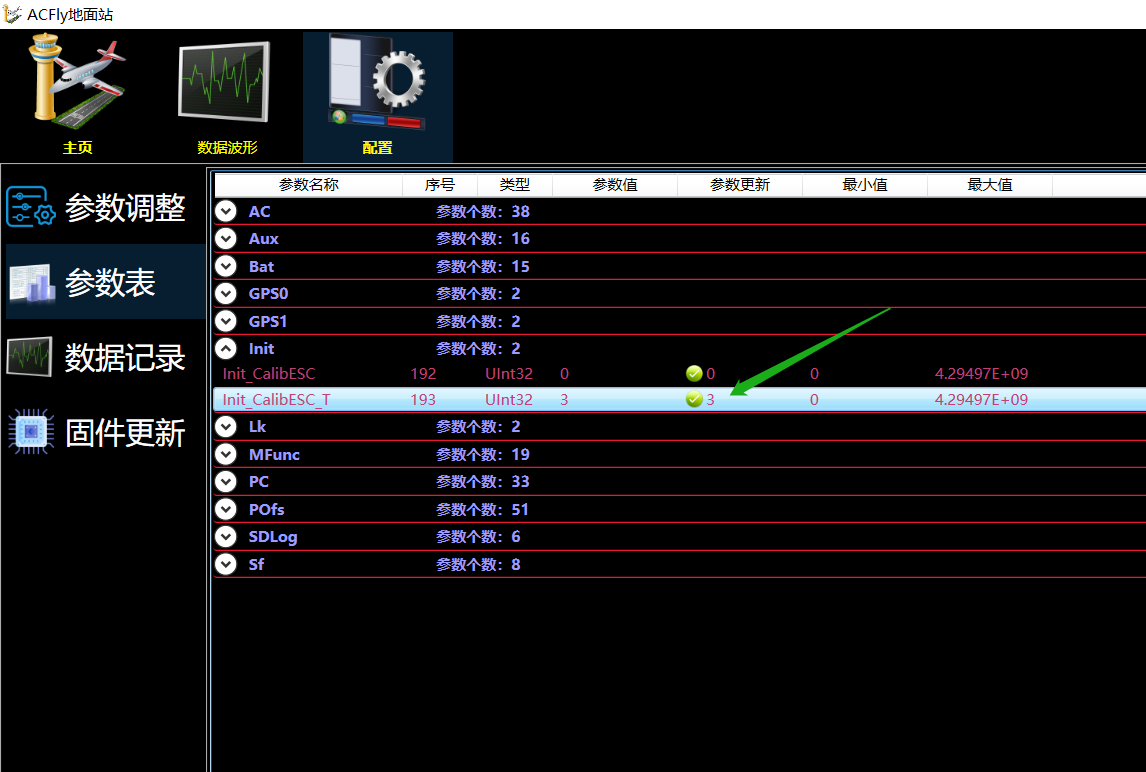 ACFly地面站
主页 数据波形 配置
参数调整
参数表
数据记录
固件更新
参数名称 序号 类型 参数值 参数更新 最小值 最大值
AC 参数个数：38
Aux 参数个数：16
Bat 参数个数：15
GPS0 参数个数：2
GPS1 参数个数：2
Init 参数个数：2
Init_CalibESC 192 UInt32 0 0 0 4.29497E+09
Init_CalibESC_T 193 UInt32 3 3 0 4.29497E+09
Lk 参数个数：2
MFunc 参数个数：19
PC 参数个数：33
POfs 参数个数：51
SDLog 参数个数：6
Sf 参数个数：8